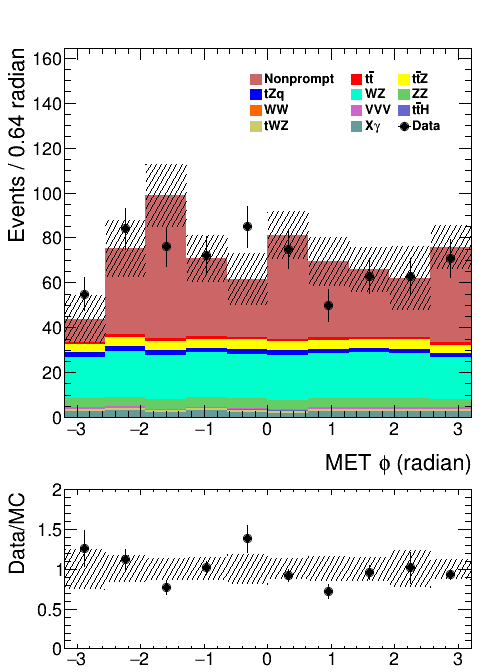 160
140
120
100
80
60
40
20
0
Events / 0.64 radian
Nonprompt tt̄ tt̄Z
tZq WZ ZZ
WW VVV tt̄H
tWZ Xγ Data
−3 −2 −1 0 1 2 3
MET ϕ (radian)
2
1.5
1
0.5
0
Data/MC
−3 −2 −1 0 1 2 3